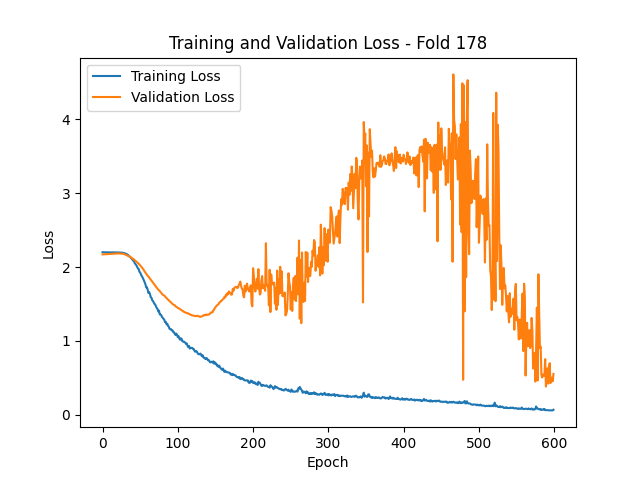 Training and Validation Loss - Fold 178
Training Loss
Validation Loss
4
3
2
1
0
Loss
0 100 200 300 400 500 600
Epoch